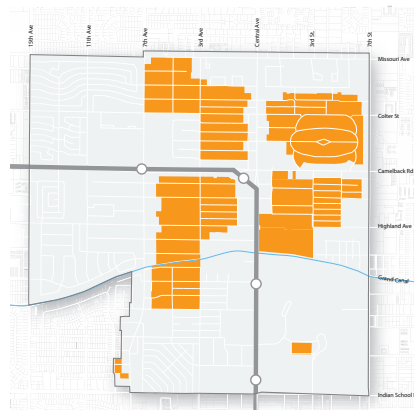 15th Ave
11th Ave
7th Ave
3rd Ave
Central Ave
3rd St.
7th St
Missouri Ave
Colter St
Camelback Rd
Highland Ave
Grand Canal
Indian School